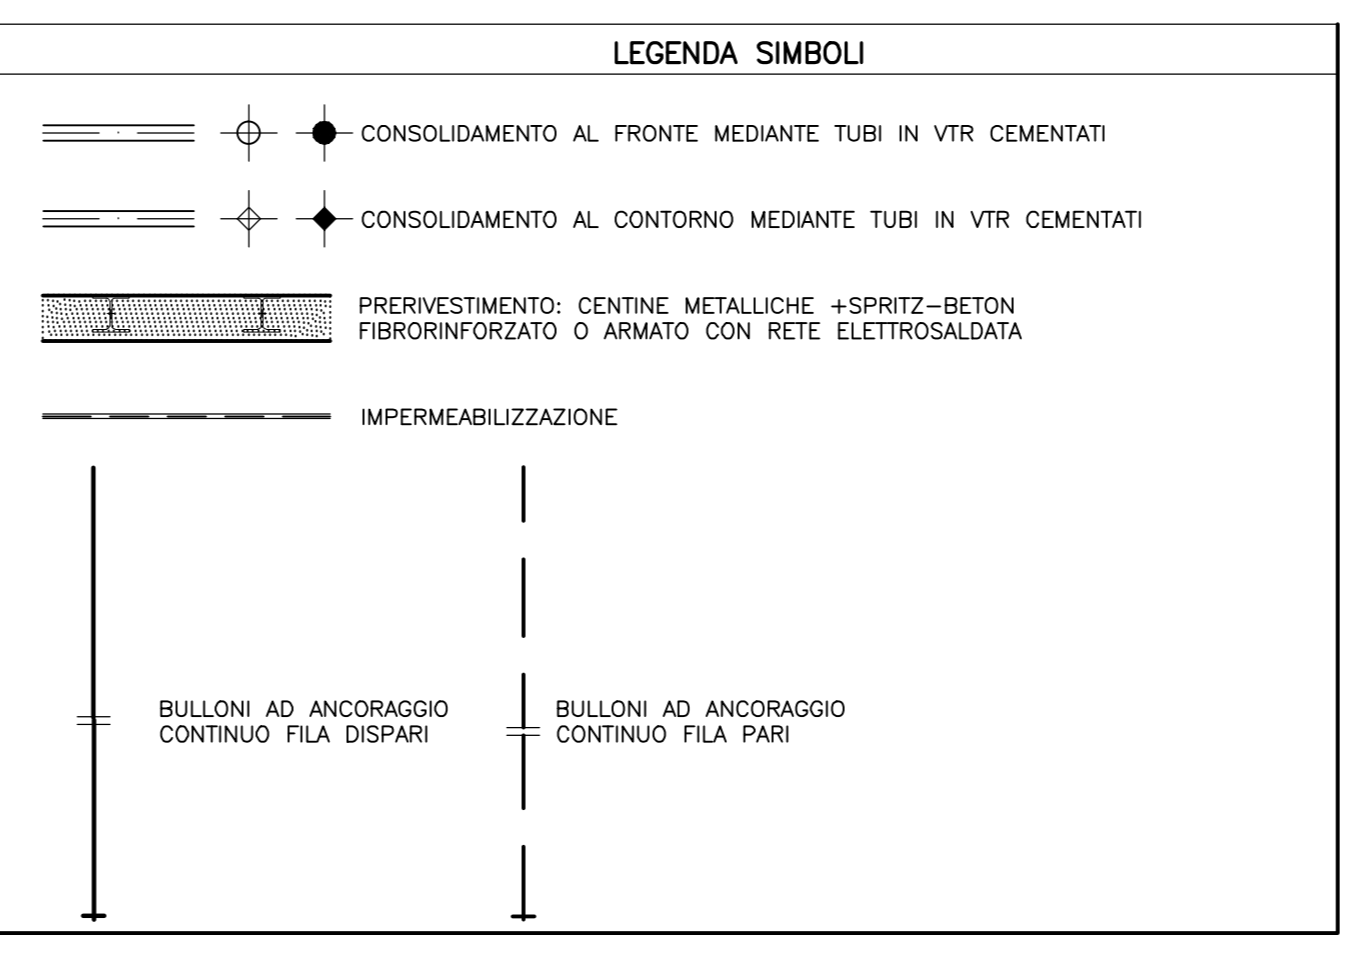 LEGENDA SIMBOLI
CONSOLIDAMENTO AL FRONTE MEDIANTE TUBI IN VTR CEMENTATI
CONSOLIDAMENTO AL CONTORNO MEDIANTE TUBI IN VTR CEMENTATI
PRERIVESTIMENTO: CENTINE METALLICHE +SPRITZ-BETON
FIBRORINFORZATO O ARMATO CON RETE ELETTROSALDATA
IMPERMEABILIZZAZIONE
BULLONI AD ANCORAGGIO
CONTINUO FILA DISPARI
BULLONI AD ANCORAGGIO
CONTINUO FILA PARI